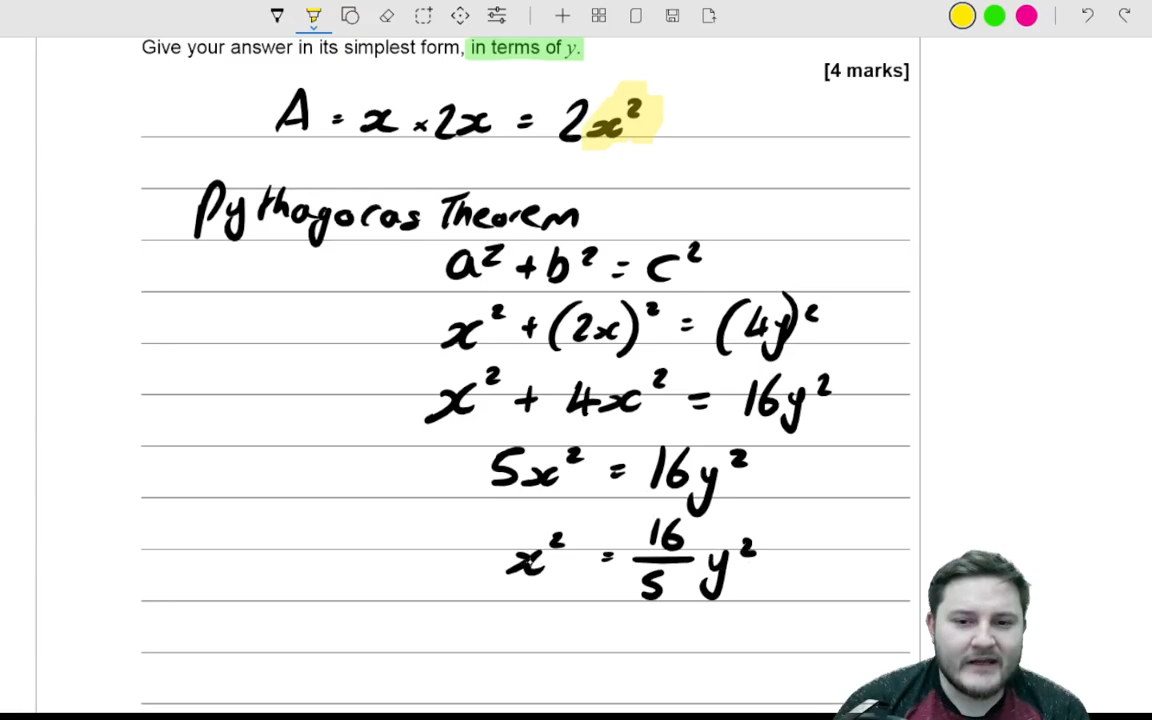 Give your answer in its simplest form, in terms of y.
[4 marks]
A = x × 2x = 2x²
Pythagoras Theorem
a² + b² = c²
x² + (2x)² = (4y)²
x² + 4x² = 16y²
5x² = 16y²
x² = 16/5 y²